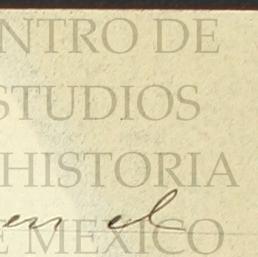 NTRO DE
STUDIOS
HISTORIA
en el
E MEXICO